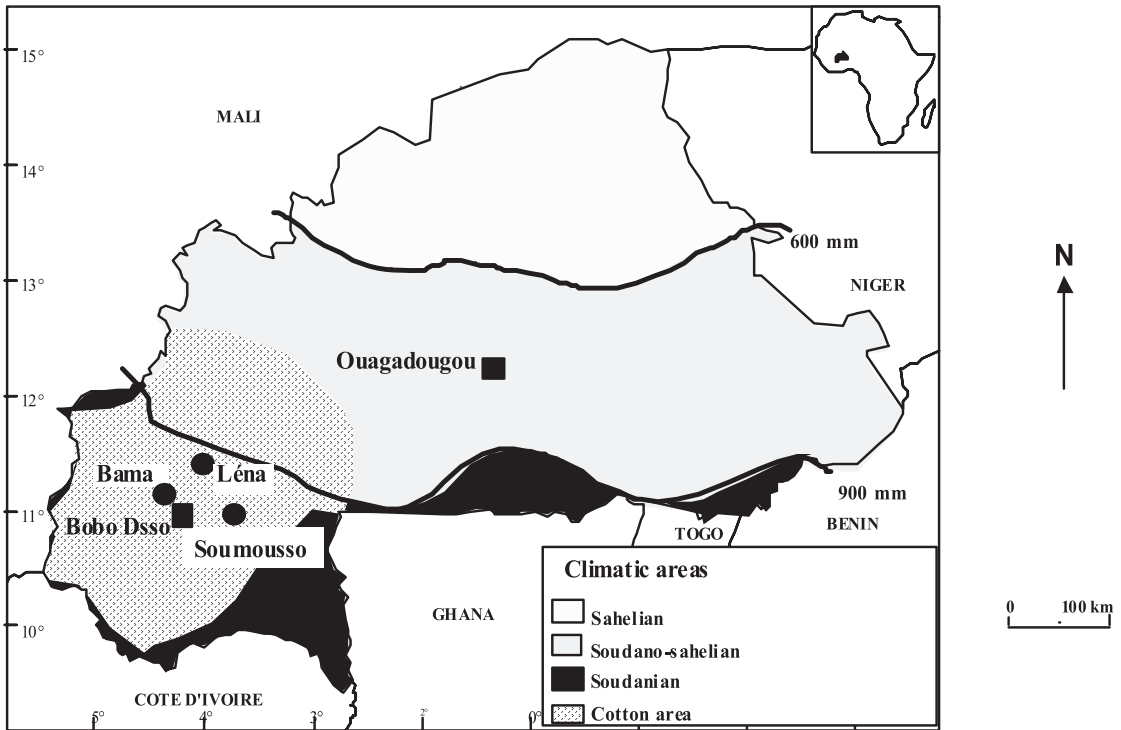 15°
MALI
14°
600 mm
13°
NIGER
N
Ouagadougou
12°
Bama
Léna
900 mm
11°
Bobo Dsso
BENIN
TOGO
Soumousso
Climatic areas
GHANA
0 100 km
Sahelian
10°
Soudano-sahelian
Soudanian
COTE D'IVOIRE
Cotton area
5° 4° 3° 2° 0°